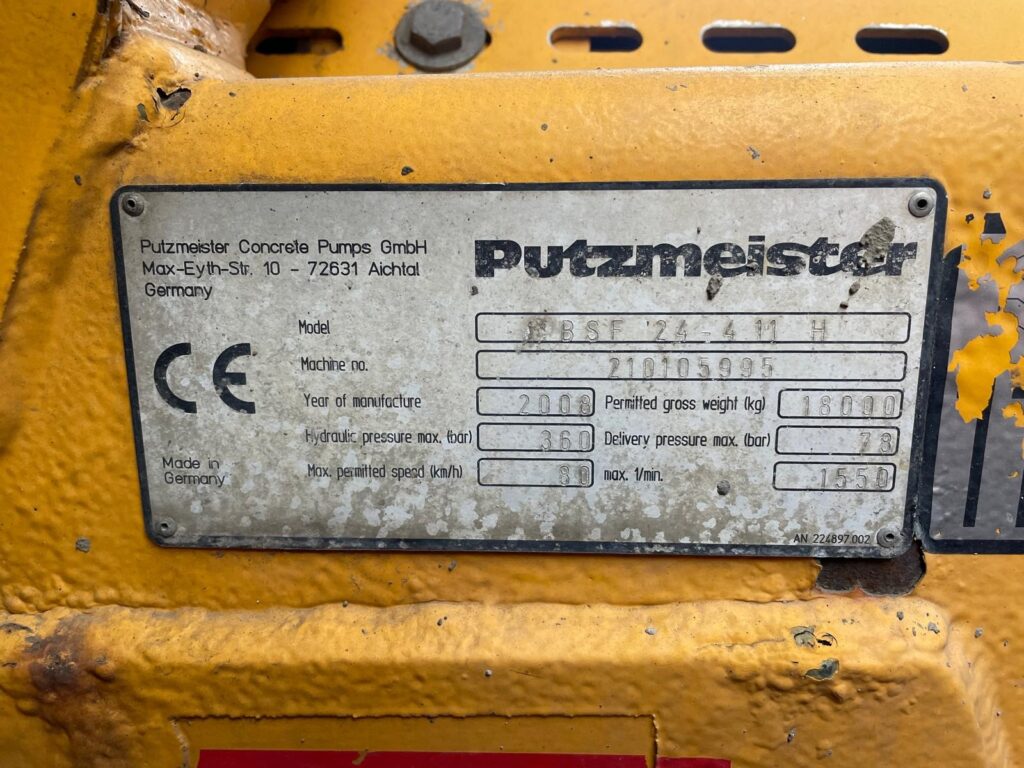 Putzmeister Concrete Pumps GmbH
Max-Eyth-Str. 10 - 72631 Aichtal
Germany
Putzmeister
Model BSF 24-4 11 H
Machine no. 210105995
CE
Year of manufacture 2008 Permitted gross weight (kg) 18000
Hydraulic pressure max. (bar) 360 Delivery pressure max. (bar) 78
Max. permitted speed (km/h) 80 max. 1/min. 1550
Made in
Germany
AN 224897.002